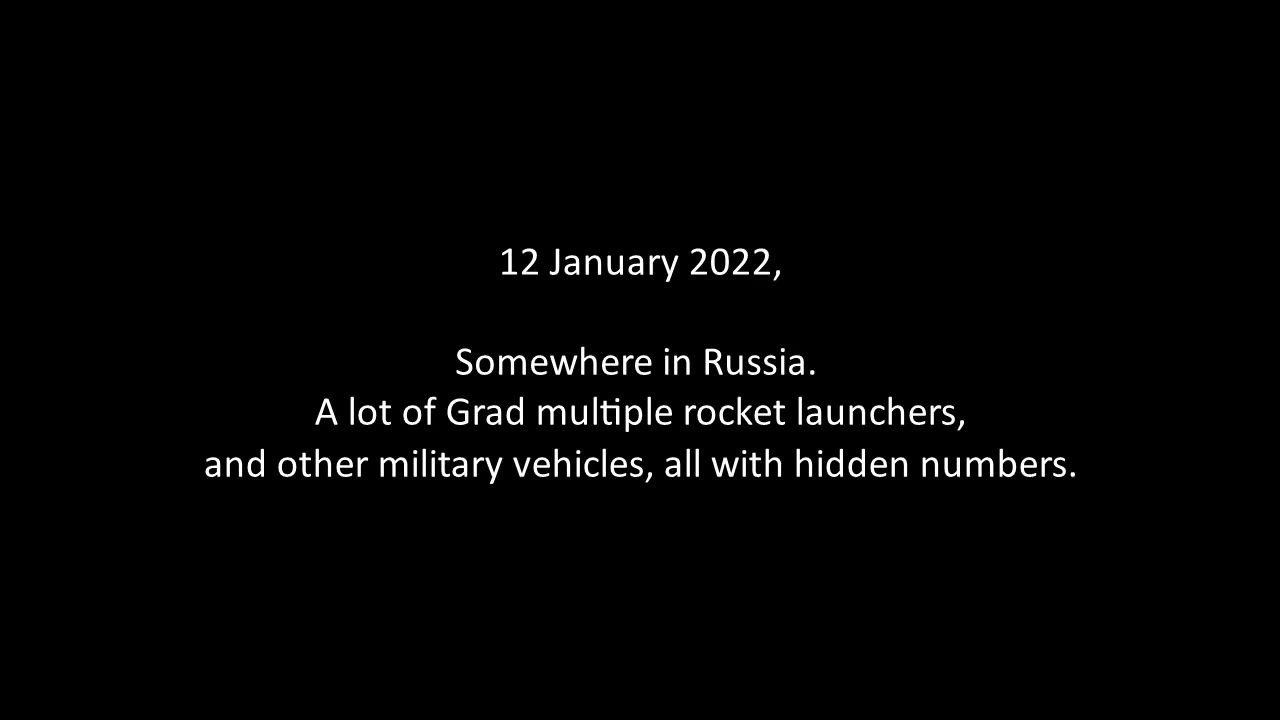 12 January 2022,
Somewhere in Russia.
A lot of Grad multiple rocket launchers,
and other military vehicles, all with hidden numbers.